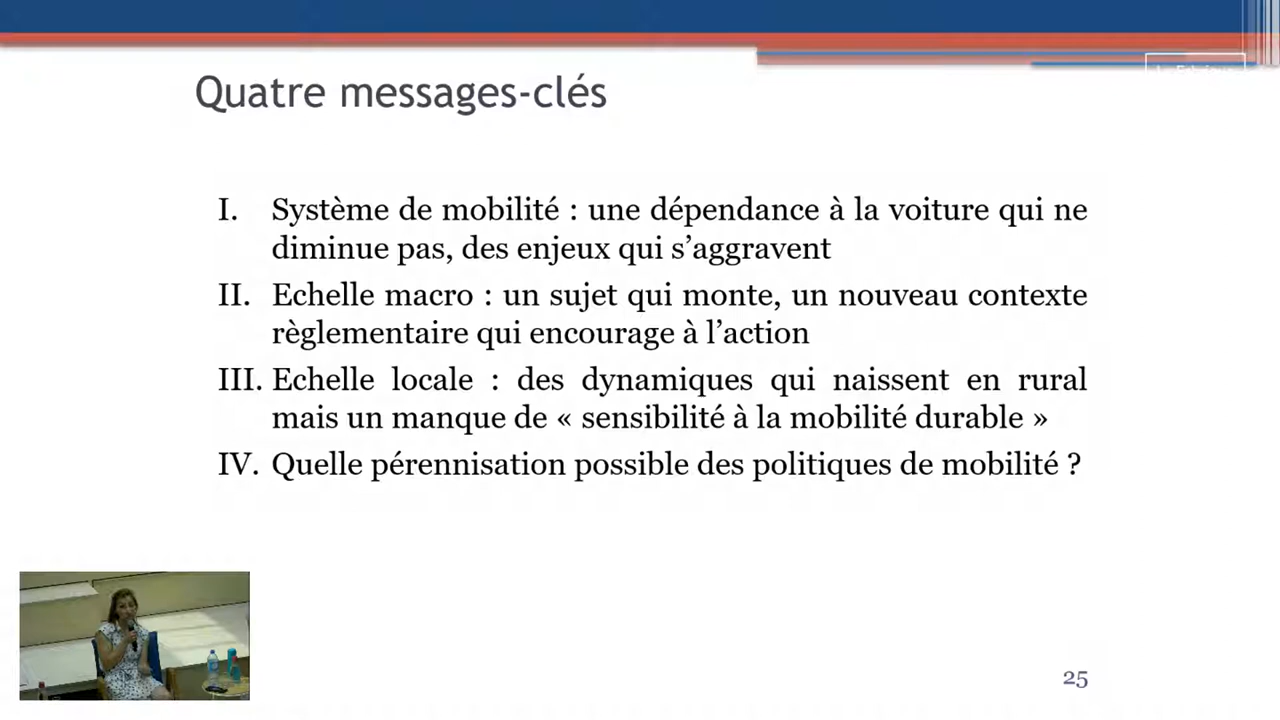 Quatre messages-clés
I. Système de mobilité : une dépendance à la voiture qui ne
diminue pas, des enjeux qui s’aggravent
II. Echelle macro : un sujet qui monte, un nouveau contexte
règlementaire qui encourage à l’action
III. Echelle locale : des dynamiques qui naissent en rural
mais un manque de « sensibilité à la mobilité durable »
IV. Quelle pérennisation possible des politiques de mobilité ?
25